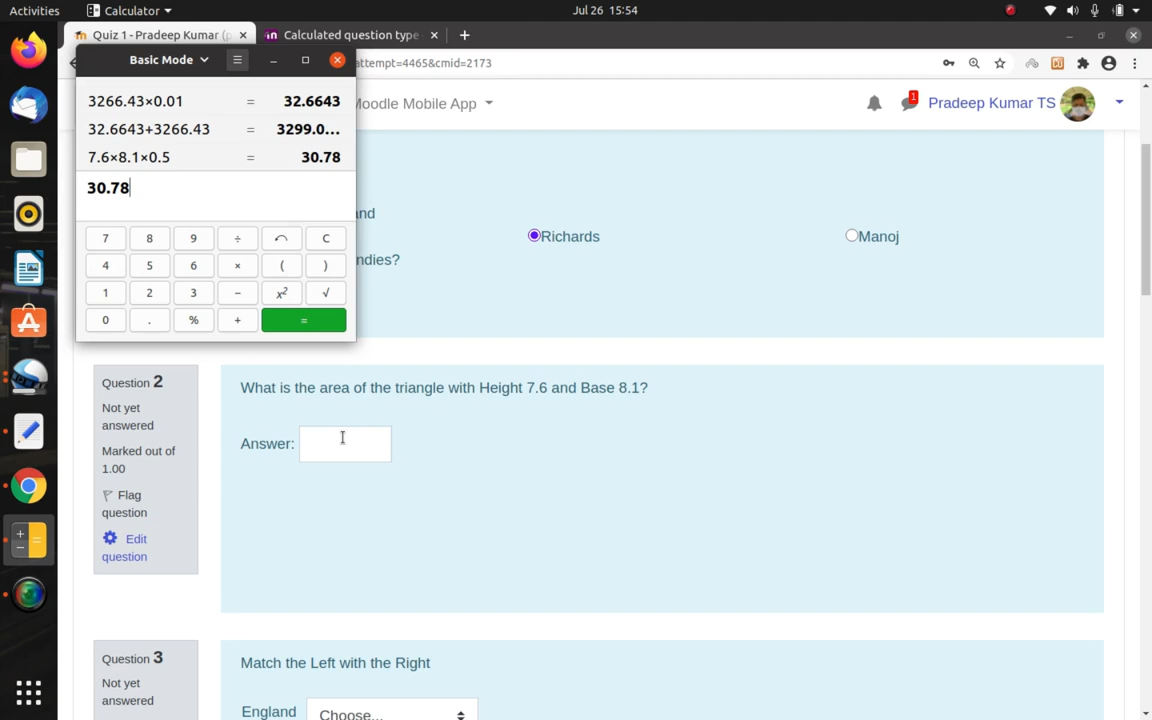 Activities
Calculator
Jul 26 15:54
Quiz 1 - Pradeep Kumar (p
Calculated question type
attempt=4465&cmid=2173
Basic Mode
3266.43×0.01 = 32.6643
32.6643+3266.43 = 3299.0...
7.6×8.1×0.5 = 30.78
30.78
7 8 9 ÷ C
4 5 6 × ( )
1 2 3 − x² √
0 . % + =
Moodle Mobile App
1
Pradeep Kumar TS
and
Richards
Manoj
ndies?
Question 2
Not yet
answered
Marked out of
1.00
Flag
question
Edit
question
What is the area of the triangle with Height 7.6 and Base 8.1?
Answer:
Question 3
Not yet
answered
Match the Left with the Right
England
Choose...